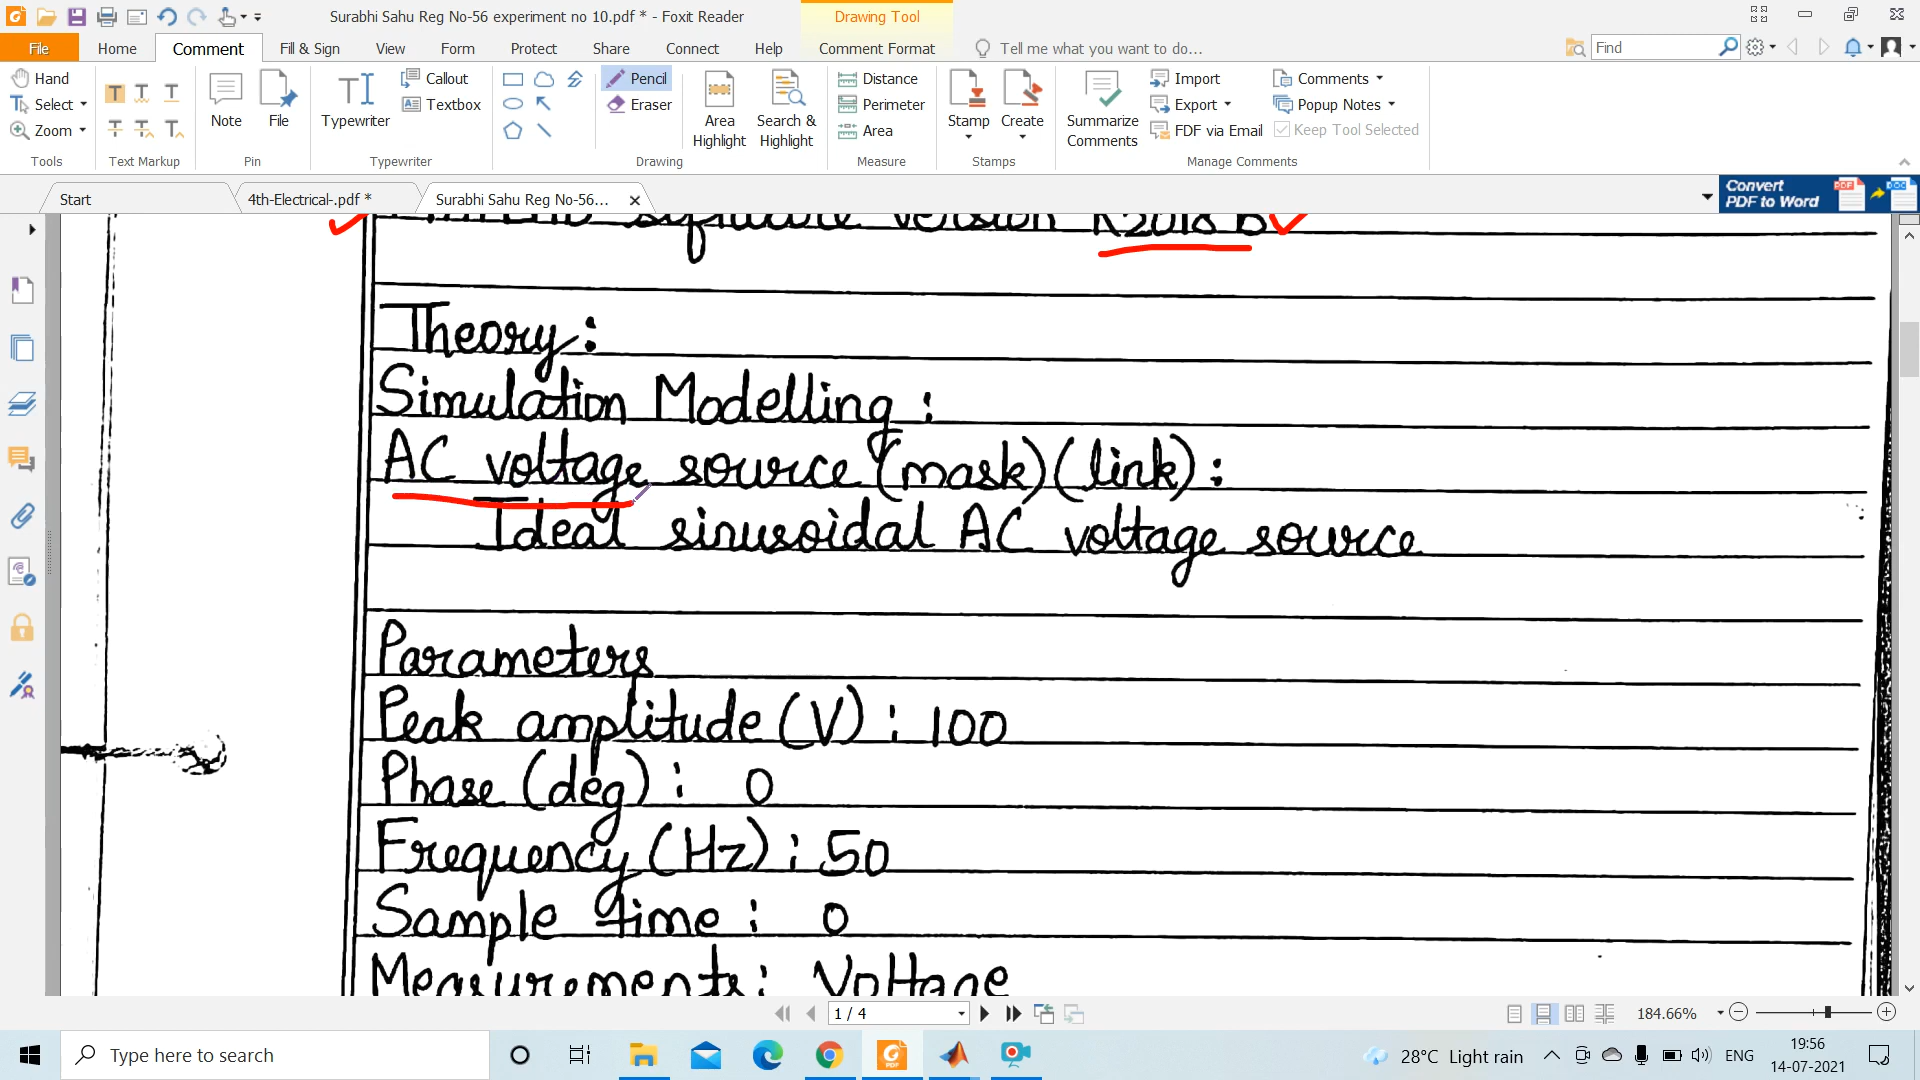 Surabhi Sahu Reg No-56 experiment no 10.pdf * - Foxit Reader
Drawing Tool
File Home Comment Fill & Sign View Form Protect Share Connect Help Comment Format Tell me what you want to do... Find
Hand
Select
Zoom
Tools
Text Markup
Note
File
Pin
Typewriter
Callout
Textbox
Typewriter
Pencil
Eraser
Area Highlight
Search & Highlight
Drawing
Distance
Perimeter
Area
Measure
Stamp
Create
Stamps
Summarize Comments
Import
Export
FDF via Email
Comments
Popup Notes
Keep Tool Selected
Manage Comments
Start
4th-Electrical-.pdf *
Surabhi Sahu Reg No-56...
Convert
PDF to Word
software version R2018 B
Theory:
Simulation Modelling :
AC voltage source (mask) (link) :
Ideal sinusoidal AC voltage source
Parameters
Peak amplitude (V) : 100
Phase (deg) : 0
Frequency (Hz) : 50
Sample time : 0
Measurements: Voltage
1 / 4
184.66%
Type here to search
28°C Light rain
ENG
19:56
14-07-2021